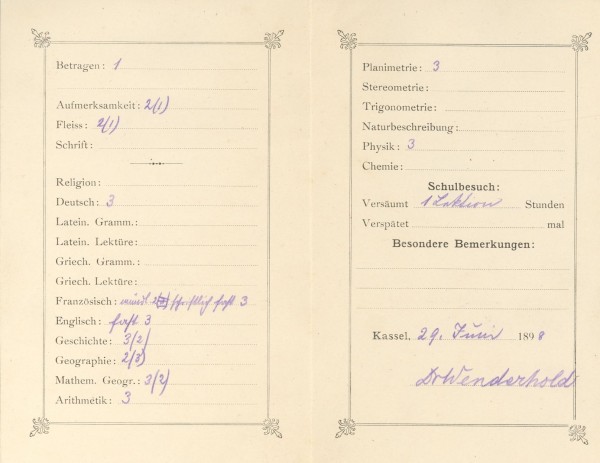 Betragen: 1
Aufmerksamkeit: 2(1)
Fleiss: 2(1)
Schrift:
Religion:
Deutsch: 3
Latein. Gramm.:
Latein. Lektüre:
Griech. Gramm.:
Griech. Lektüre:
Französisch: mündl. schriftlich fast 3
Englisch: fast 3
Geschichte: 3(2)
Geographie: 2(3)
Mathem. Geogr.: 3(2)
Arithmetik: 3
Planimetrie: 3
Stereometrie:
Trigonometrie:
Naturbeschreibung:
Physik: 3
Chemie:
Schulbesuch:
Versäumt 1 Lektion Stunden
Verspätet mal
Besondere Bemerkungen:
Kassel, 29. Juni 1898
Dr Wenderhold